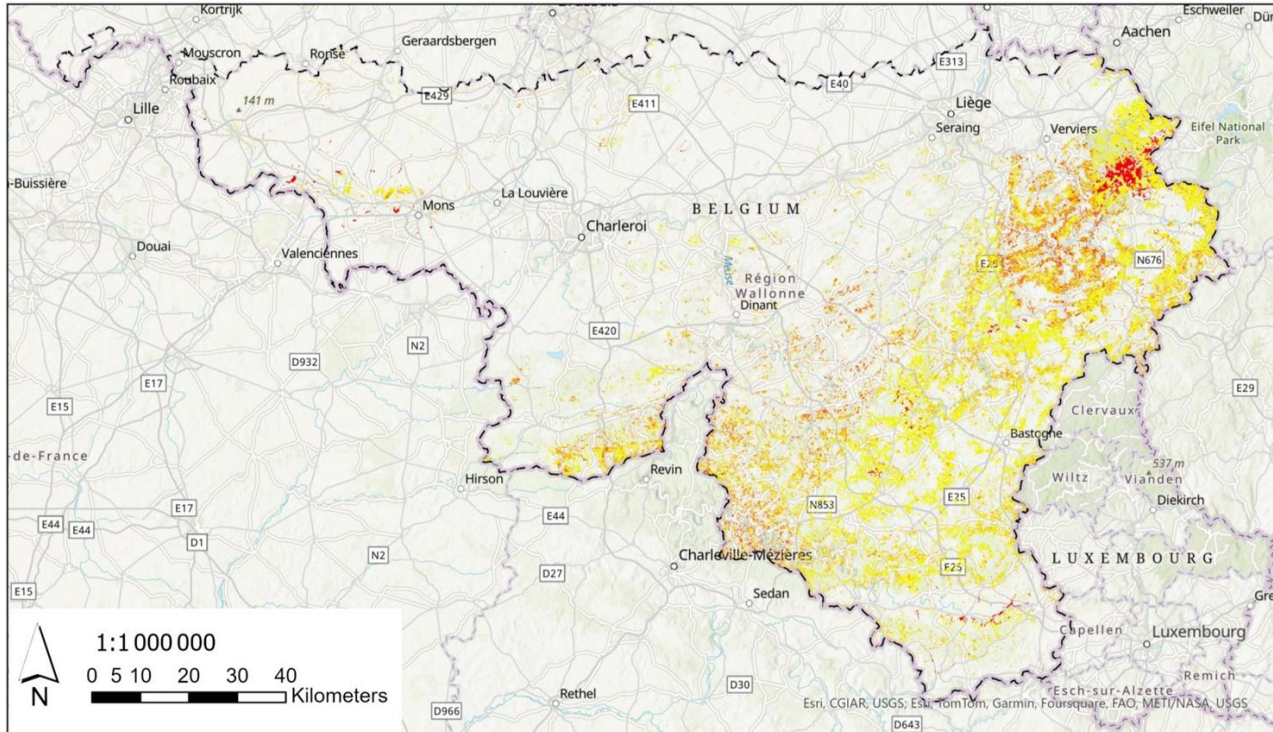 Kortrijk
Eschweiler
Aachen
Mouscron
Ronse
Geraardsbergen
Roubaix
E313
E40
Lille
141 m
E429
E411
Liège
Seraing
Verviers
Eifel National
Park
-Buissière
La Louvière
Mons
BELGIUM
Charleroi
Douai
Valenciennes
Meuse
Région
Wallonne
N676
Dinant
E420
N2
D932
E17
E15
E29
Clervaux
Bastogne
-de-France
Revin
Hirson
537 m
Wiltz
Vianden
Diekirch
N853
E25
E17
E44
E44
E44
D1
N2
Charleville-Mézières
LUXEMBOURG
D27
E25
E15
Sedan
Capellen
Luxembourg
Remich
1:1 000 000
0 5 10 20 30 40 Kilometers
N
Rethel
D30
Esch-sur-Alzette
D966
Esri, CGIAR, USGS; Esri, TomTom, Garmin, Foursquare, FAO, METI/NASA, USGS
D643